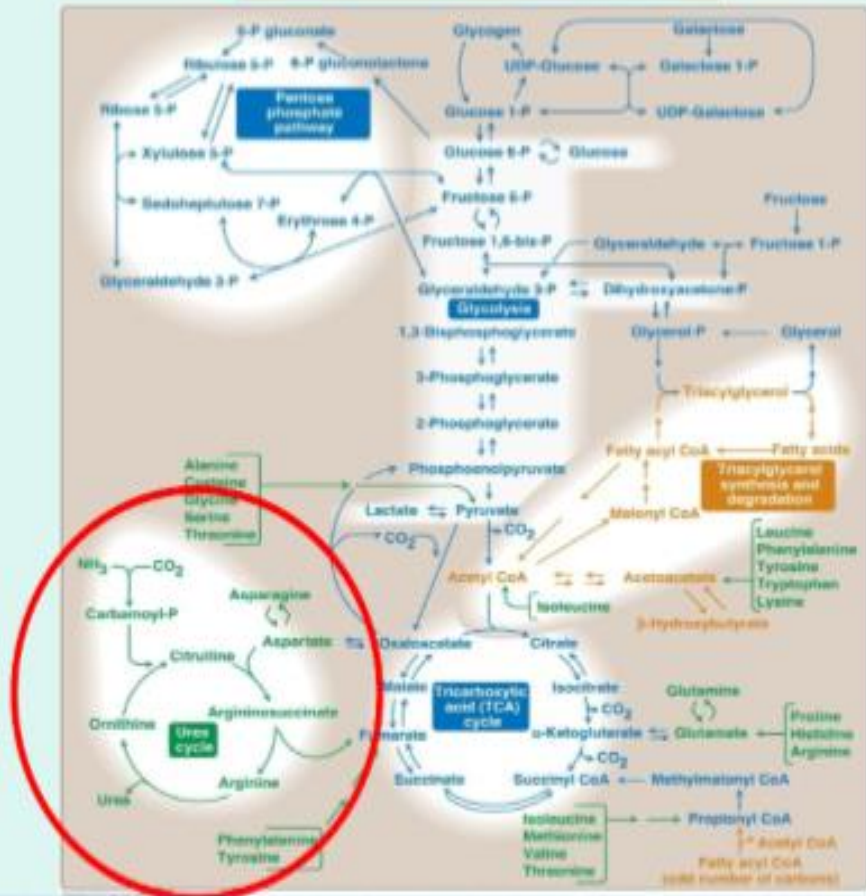 6-P gluconate
Ribulose 5-P 6-P gluconolactone
Ribose 5-P
Pentose
phosphate
pathway
Xylulose 5-P
Sedoheptulose 7-P
Erythrose 4-P
Glyceraldehyde 3-P
Glycogen
Galactose
UDP-Glucose
Galactose 1-P
Glucose 1-P
UDP-Galactose
Glucose 6-P
Glucose
Fructose 6-P
Fructose
Fructose 1,6-bis-P
Glyceraldehyde
Fructose 1-P
Glyceraldehyde 3-P
Dihydroxyacetone-P
Glycolysis
1,3-Bisphosphoglycerate
Glycerol-P
Glycerol
3-Phosphoglycerate
Triacylglycerol
2-Phosphoglycerate
Fatty acyl CoA
Fatty acids
Triacylglycerol
synthesis and
degradation
Phosphoenolpyruvate
Malonyl CoA
Alanine
Cysteine
Glycine
Serine
Threonine
Lactate
Pyruvate
CO2
CO2
Leucine
Phenylalanine
Tyrosine
Tryptophan
Lysine
Acetyl CoA
Acetoacetate
Isoleucine
β-Hydroxybutyrate
NH3
CO2
Carbamoyl-P
Asparagine
Aspartate
Citrulline
Argininosuccinate
Ornithine
Urea
cycle
Arginine
Urea
Phenylalanine
Tyrosine
Oxaloacetate
Citrate
Malate
Isocitrate
Tricarboxylic
acid (TCA)
cycle
CO2
Fumarate
α-Ketoglutarate
CO2
Succinate
Succinyl CoA
Glutamine
Glutamate
Proline
Histidine
Arginine
Methylmalonyl CoA
Isoleucine
Methionine
Valine
Threonine
Propionyl CoA
Acetyl CoA
Fatty acyl CoA
(odd number of carbons)